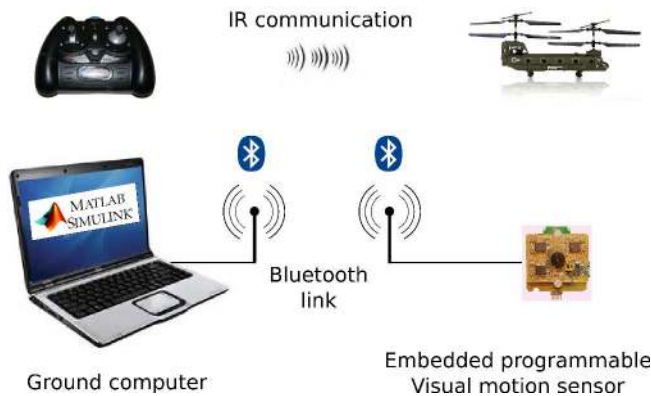 IR communication
MATLAB
SIMULINK
Bluetooth
link
Ground computer
Embedded programmable
Visual motion sensor